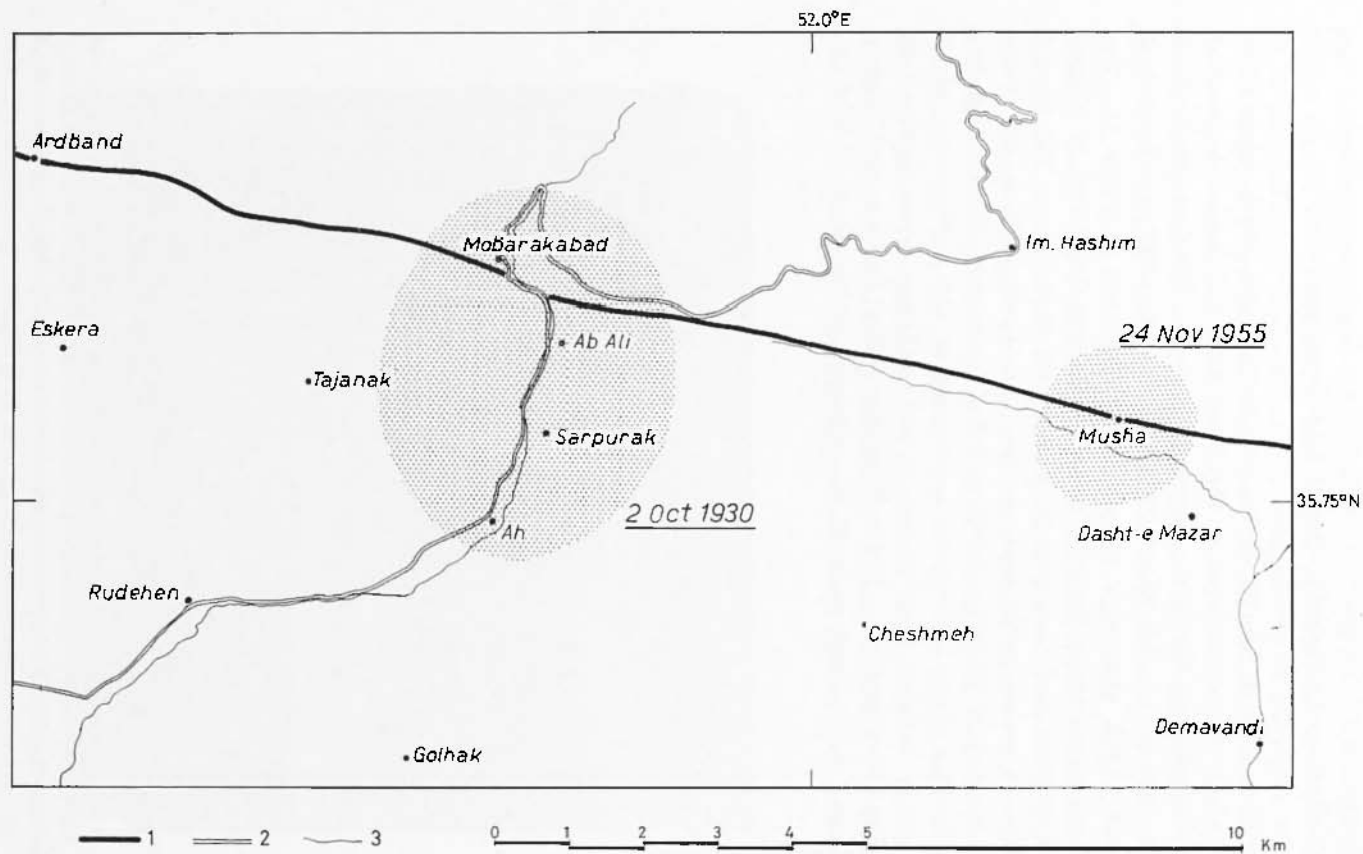 52.0°E
Ardband
Mobarakabad
Im. Hashim
Eskera
Ab Ali
24 Nov 1955
Tajanak
Musha
Sarpurak
35.75°N
2 Oct 1930
Ah
Dasht-e Mazar
Rudehen
Cheshmeh
Demavand
Golhak
1 2 3 0 1 2 3 4 5 10 Km